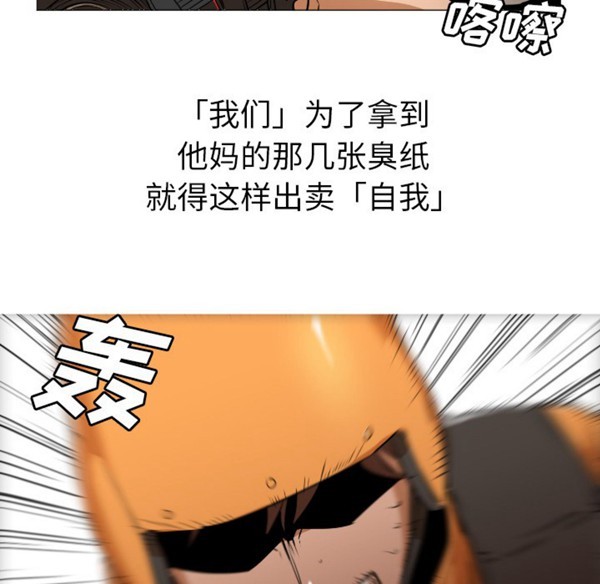 喀嚓
「我们」为了拿到
他妈的那几张臭纸
就得这样出卖「自我」
轰